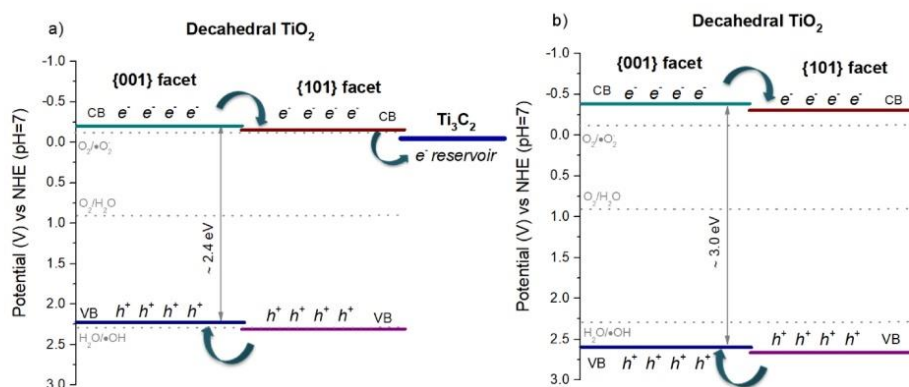 a)
Decahedral TiO₂
Potential (V) vs NHE (pH=7)
-1.0
-0.5
0.0
0.5
1.0
1.5
2.0
2.5
3.0
{001} facet
{101} facet
CB e⁻ e⁻ e⁻ e⁻
e⁻ e⁻ e⁻ e⁻ CB
Ti₃C₂
e⁻ reservoir
O₂/•O₂
O₂/H₂O
~ 2.4 eV
VB h⁺ h⁺ h⁺ h⁺
h⁺ h⁺ h⁺ h⁺ VB
H₂O/•OH
b)
Decahedral TiO₂
Potential (V) vs NHE (pH=7)
-1.0
-0.5
0.0
0.5
1.0
1.5
2.0
2.5
3.0
{001} facet
{101} facet
CB e⁻ e⁻ e⁻ e⁻
e⁻ e⁻ e⁻ e⁻ CB
O₂/•O₂
O₂/H₂O
~ 3.0 eV
H₂O/•OH
h⁺ h⁺ h⁺ h⁺ VB
VB h⁺ h⁺ h⁺ h⁺